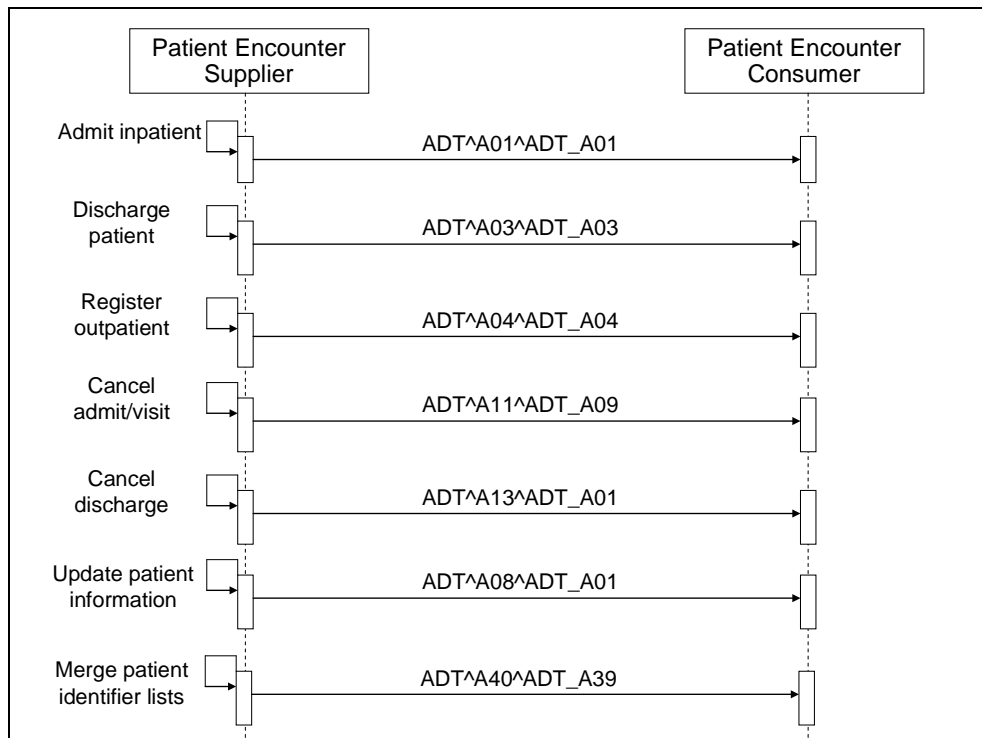 Patient Encounter
Supplier
Patient Encounter
Consumer
Admit inpatient
ADT^A01^ADT_A01
Discharge
patient
ADT^A03^ADT_A03
Register
outpatient
ADT^A04^ADT_A04
Cancel
admit/visit
ADT^A11^ADT_A09
Cancel
discharge
ADT^A13^ADT_A01
Update patient
information
ADT^A08^ADT_A01
Merge patient
identifier lists
ADT^A40^ADT_A39